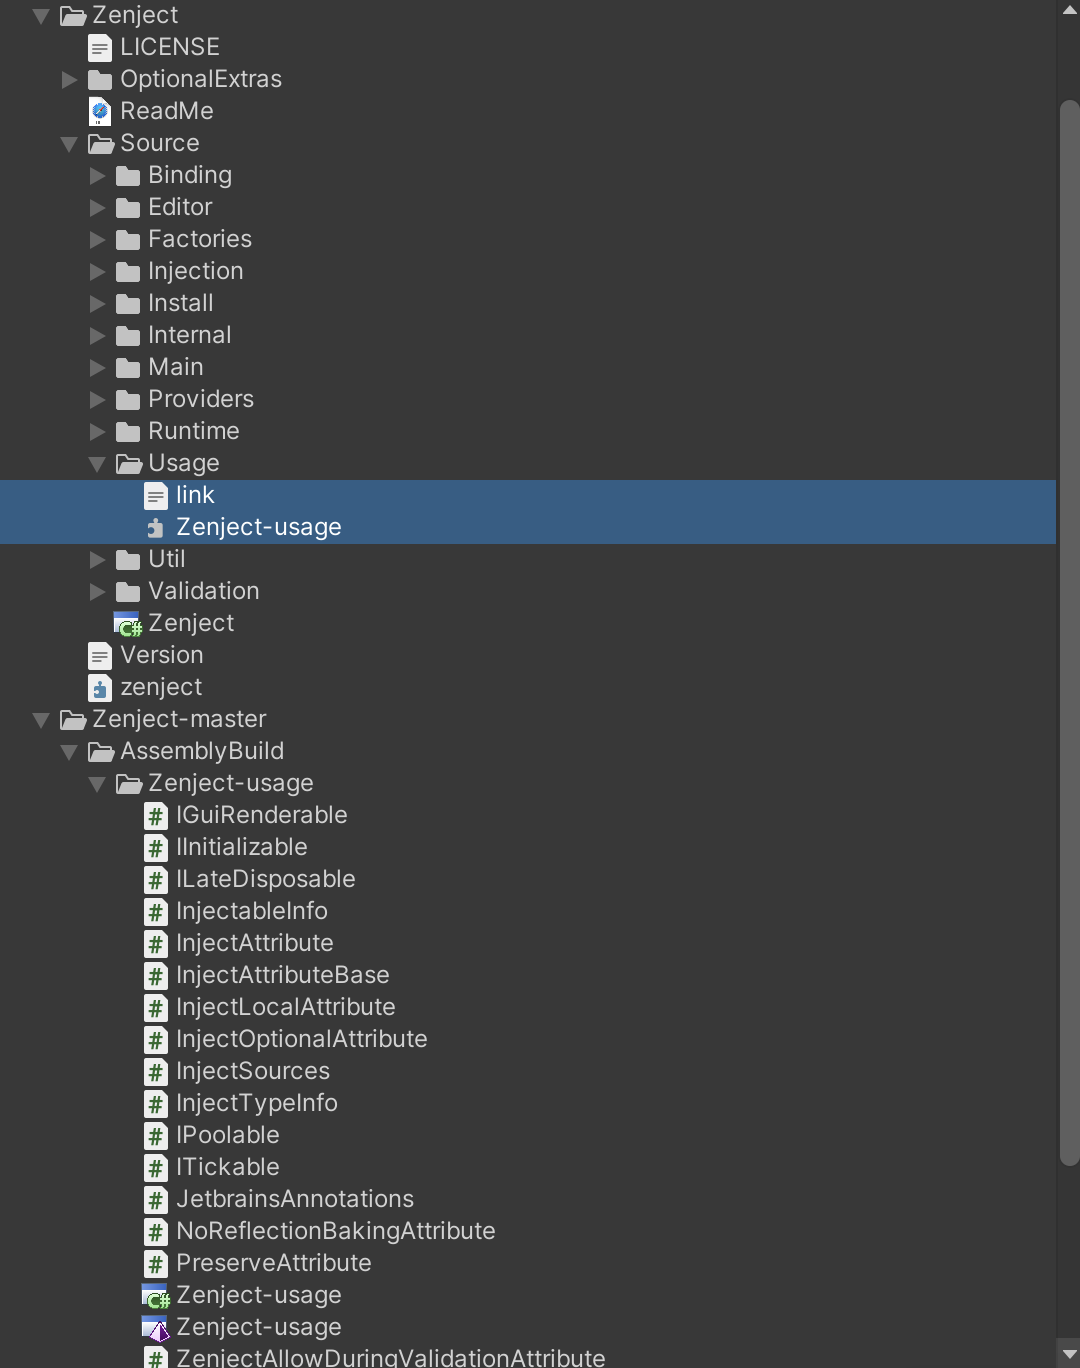 Zenject
LICENSE
OptionalExtras
ReadMe
Source
Binding
Editor
Factories
Injection
Install
Internal
Main
Providers
Runtime
Usage
link
Zenject-usage
Util
Validation
Zenject
Version
zenject
Zenject-master
AssemblyBuild
Zenject-usage
IGuiRenderable
IInitializable
ILateDisposable
InjectableInfo
InjectAttribute
InjectAttributeBase
InjectLocalAttribute
InjectOptionalAttribute
InjectSources
InjectTypeInfo
IPoolable
ITickable
JetbrainsAnnotations
NoReflectionBakingAttribute
PreserveAttribute
Zenject-usage
Zenject-usage
ZenjectAllowDuringValidationAttribute